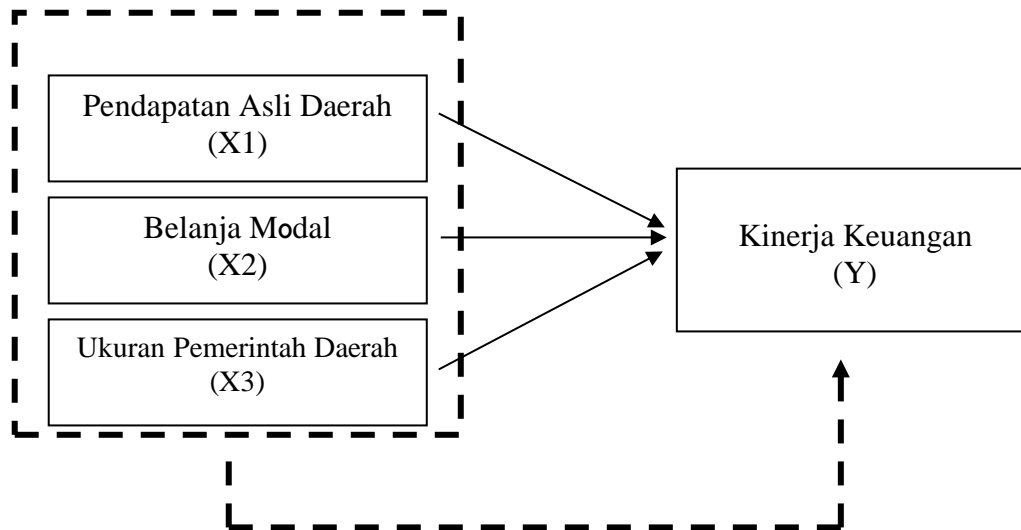 Pendapatan Asli Daerah
(X1)
Belanja Modal
(X2)
Ukuran Pemerintah Daerah
(X3)
Kinerja Keuangan
(Y)